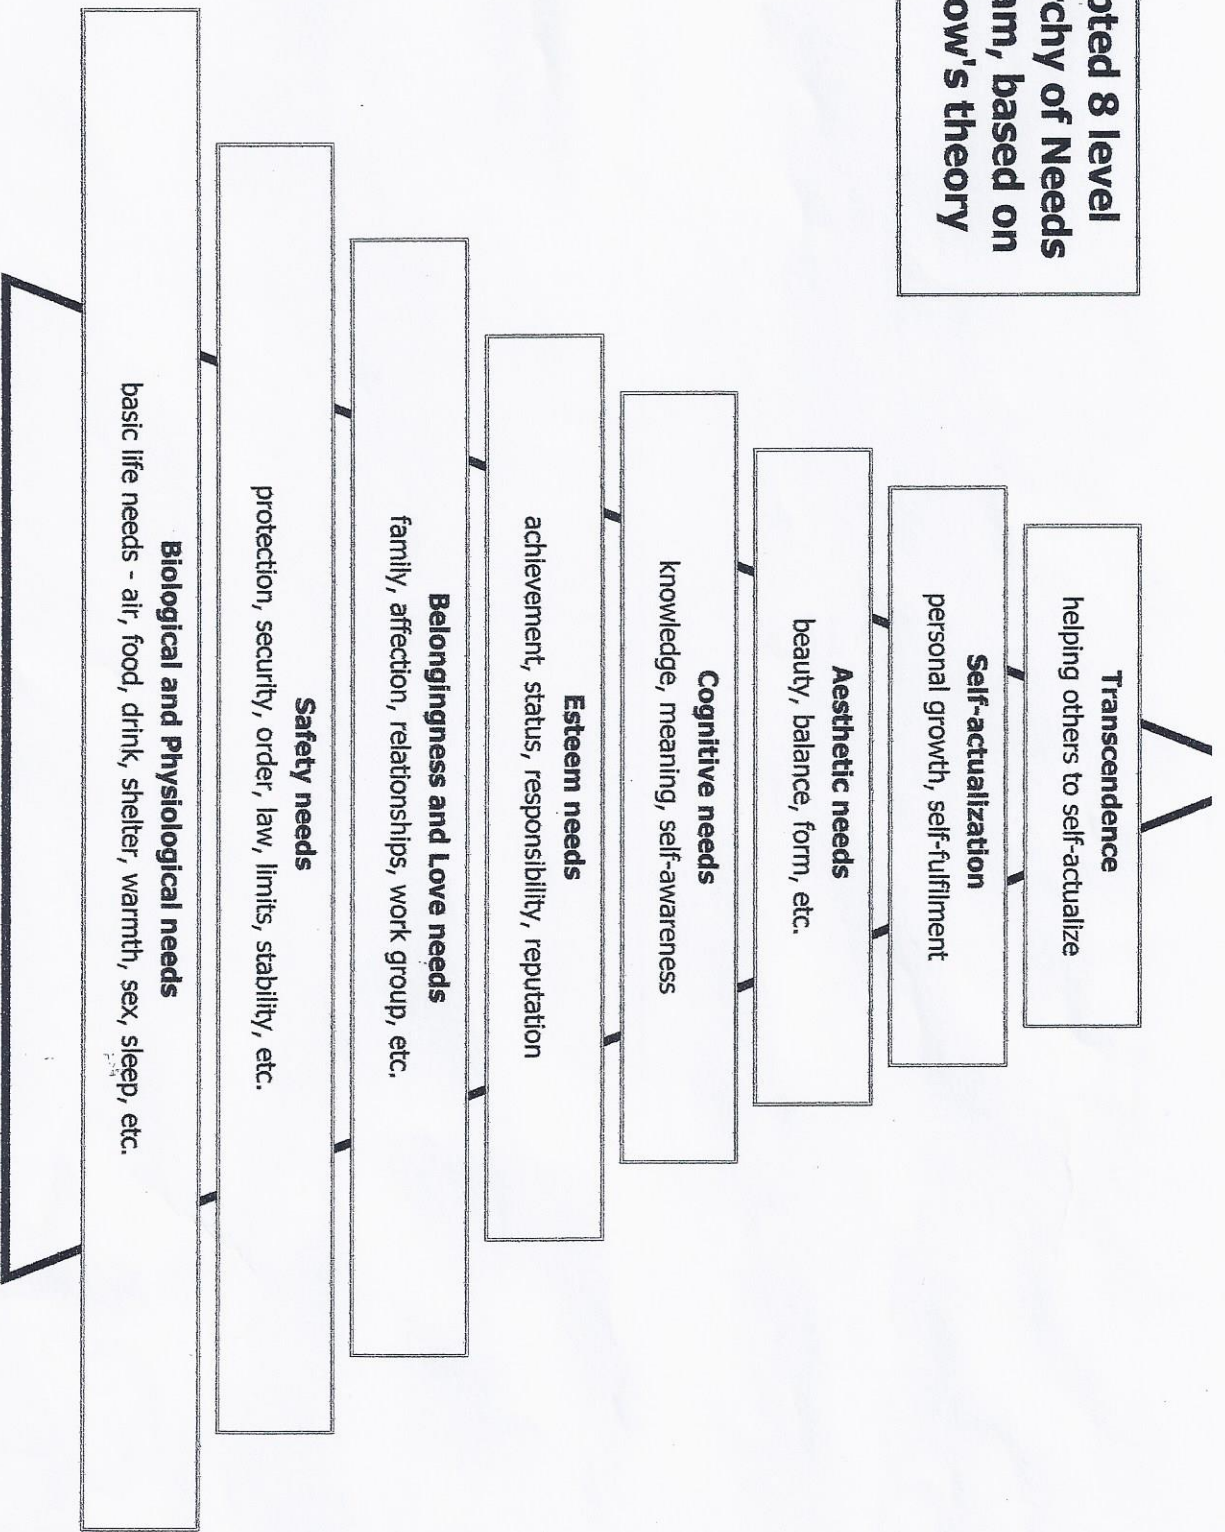 pted 8 level
chy of Needs
am, based on
ow's theory
Transcendence
helping others to self-actualize
Self-actualization
personal growth, self-fulfilment
Aesthetic needs
beauty, balance, form, etc.
Cognitive needs
knowledge, meaning, self-awareness
Esteem needs
achievement, status, responsibility, reputation
Belongingness and Love needs
family, affection, relationships, work group, etc.
Safety needs
protection, security, order, law, limits, stability, etc.
Biological and Physiological needs
basic life needs - air, food, drink, shelter, warmth, sex, sleep, etc.